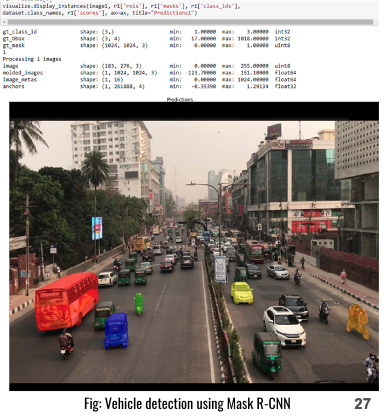 visualize.display_instances(image1, r1['rois'], r1['masks'], r1['class_ids'],
dataset.class_names, r1['scores'], ax=ax, title="Predictions1")
gt_class_id shape: (3,) min: 1.00000 max: 3.00000 int32
gt_bbox shape: (3, 4) min: 17.00000 max: 1018.00000 int32
gt_mask shape: (1024, 1024, 3) min: 0.00000 max: 1.00000 uint8
1
Processing 1 images
image shape: (183, 276, 3) min: 0.00000 max: 255.00000 uint8
molded_images shape: (1, 1024, 1024, 3) min: -123.70000 max: 151.10000 float64
image_metas shape: (1, 16) min: 0.00000 max: 1024.00000 float64
anchors shape: (1, 261888, 4) min: -0.35390 max: 1.29134 float32
Predictions
Fig: Vehicle detection using Mask R-CNN
27